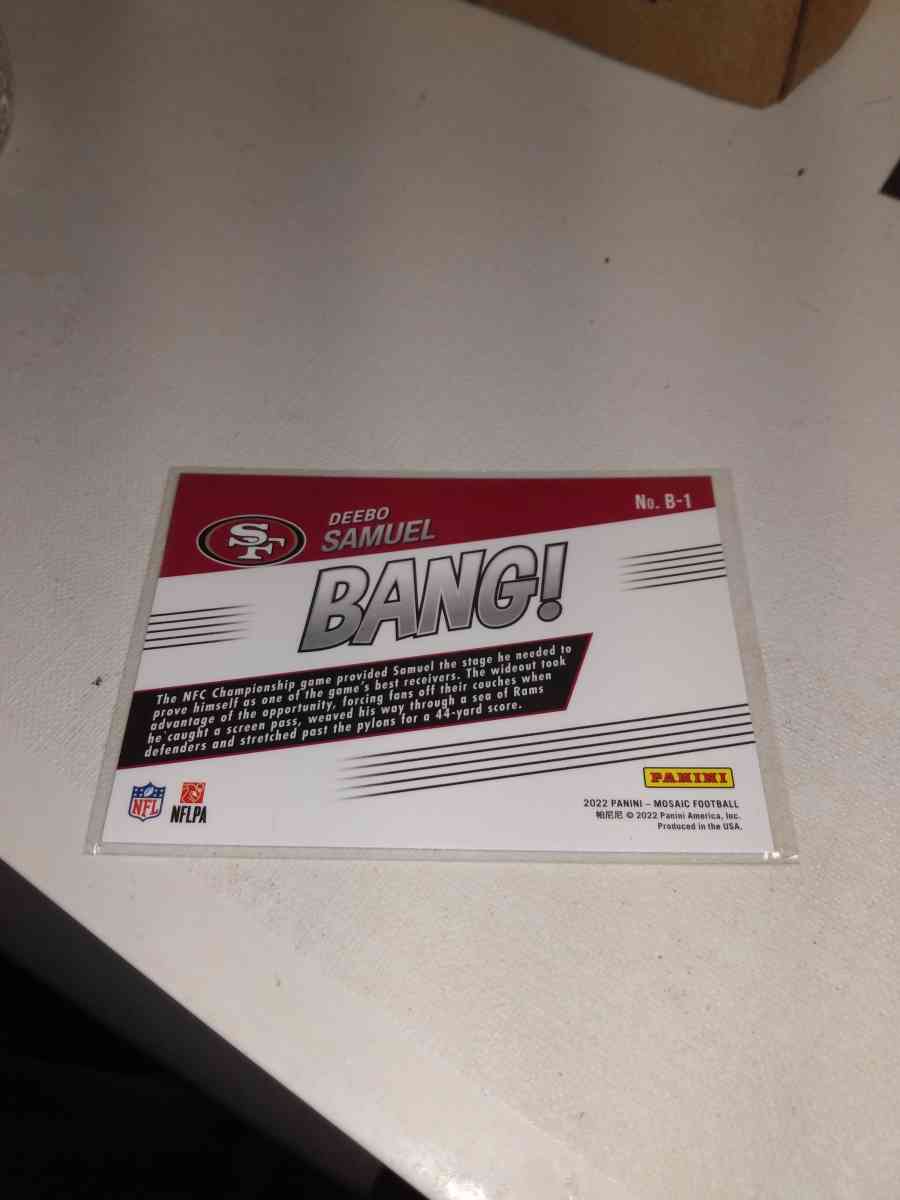 No. B-1
SF
DEEBO
SAMUEL
BANG!
The NFC Championship game provided Samuel the stage he needed to
prove himself as one of the game's best receivers. The wideout took
advantage of the opportunity, forcing fans off their couches when
he caught a screen pass, weaved his way through a sea of Rams
defenders and stretched past the pylons for a 44-yard score.
NFL
NFLPA
PANINI
2022 PANINI – MOSAIC FOOTBALL
帕尼尼 © 2022 Panini America, Inc.
Produced in the USA.